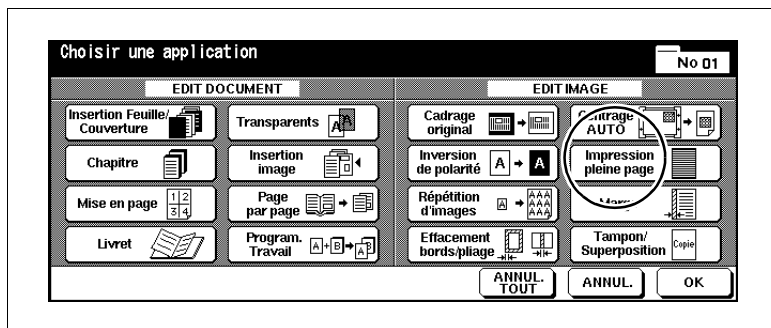 Choisir une application
No 01
EDIT DOCUMENT
EDIT IMAGE
Insertion Feuille/
Couverture
Transparents
Cadrage
original
Centrage
AUTO
Chapitre
Insertion
image
Inversion
de polarité
Impression
pleine page
Mise en page
Page
par page
Répétition
d'images
Livret
Program.
Travail
Effacement
bords/pliage
Tampon/
Superposition
Copie
ANNUL.
TOUT
ANNUL.
OK